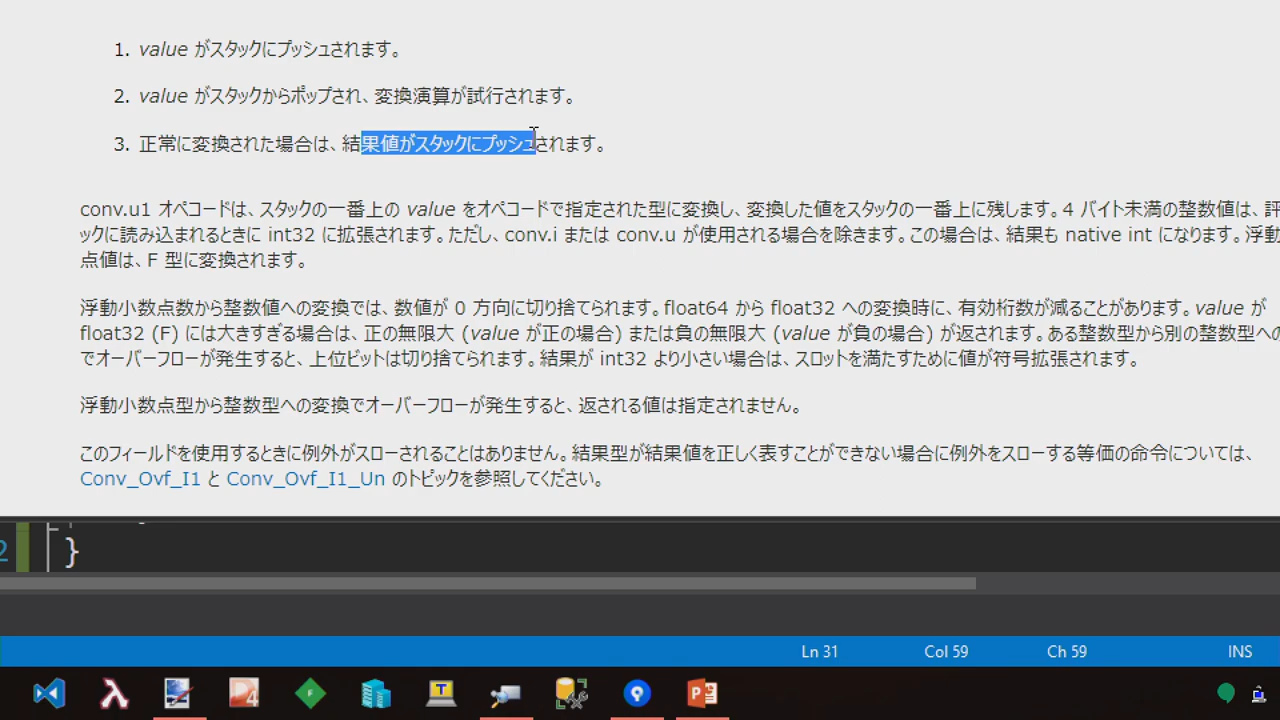 1. value がスタックにプッシュされます。
2. value がスタックからポップされ、変換演算が試行されます。
3. 正常に変換された場合は、結果値がスタックにプッシュされます。
conv.u1 オペコードは、スタックの一番上の value をオペコードで指定された型に変換し、変換した値をスタックの一番上に残します。4 バイト未満の整数値は、評
ックに読み込まれるときに int32 に拡張されます。ただし、conv.i または conv.u が使用される場合を除きます。この場合は、結果も native int になります。浮動
点値は、F 型に変換されます。
浮動小数点数から整数値への変換では、数値が 0 方向に切り捨てられます。float64 から float32 への変換時に、有効桁数が減ることがあります。value が
float32 (F) には大きすぎる場合は、正の無限大 (value が正の場合) または負の無限大 (value が負の場合) が返されます。ある整数型から別の整数型への
でオーバーフローが発生すると、上位ビットは切り捨てられます。結果が int32 より小さい場合は、スロットを満たすために値が符号拡張されます。
浮動小数点型から整数型への変換でオーバーフローが発生すると、返される値は指定されません。
このフィールドを使用するときに例外がスローされることはありません。結果型が結果値を正しく表すことができない場合に例外をスローする等価の命令については、
Conv_Ovf_I1 と Conv_Ovf_I1_Un のトピックを参照してください。
2 }
Ln 31 Col 59 Ch 59 INS